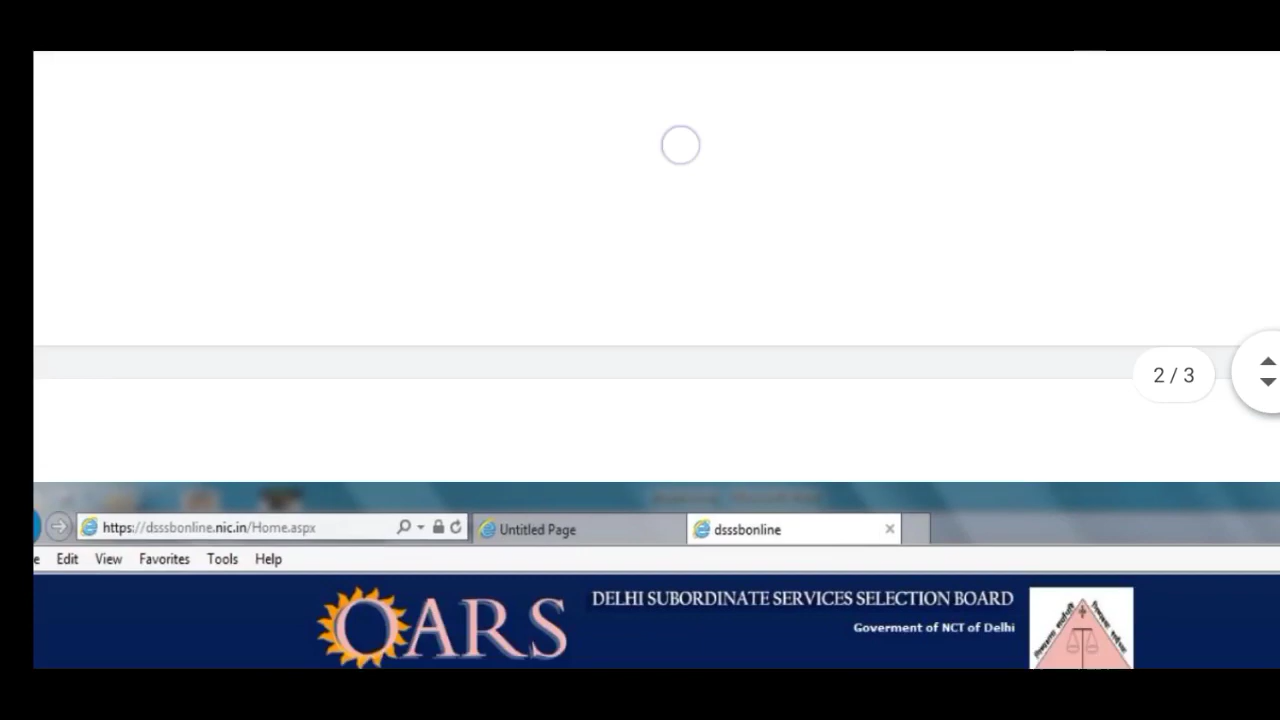 2 / 3
https://dsssbonline.nic.in/Home.aspx
Untitled Page
dsssbonline
e Edit View Favorites Tools Help
OARS
DELHI SUBORDINATE SERVICES SELECTION BOARD
Goverment of NCT of Delhi